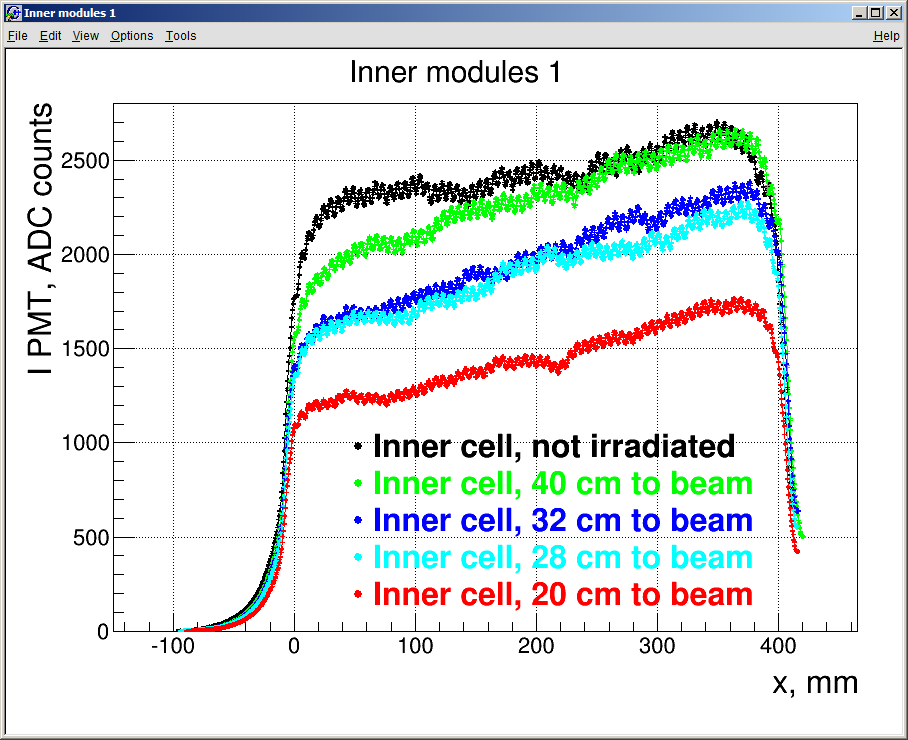 Inner modules 1
File Edit View Options Tools Help
Inner modules 1
I PMT, ADC counts
2500
2000
1500
1000
500
0
Inner cell, not irradiated
Inner cell, 40 cm to beam
Inner cell, 32 cm to beam
Inner cell, 28 cm to beam
Inner cell, 20 cm to beam
-100 0 100 200 300 400
x, mm